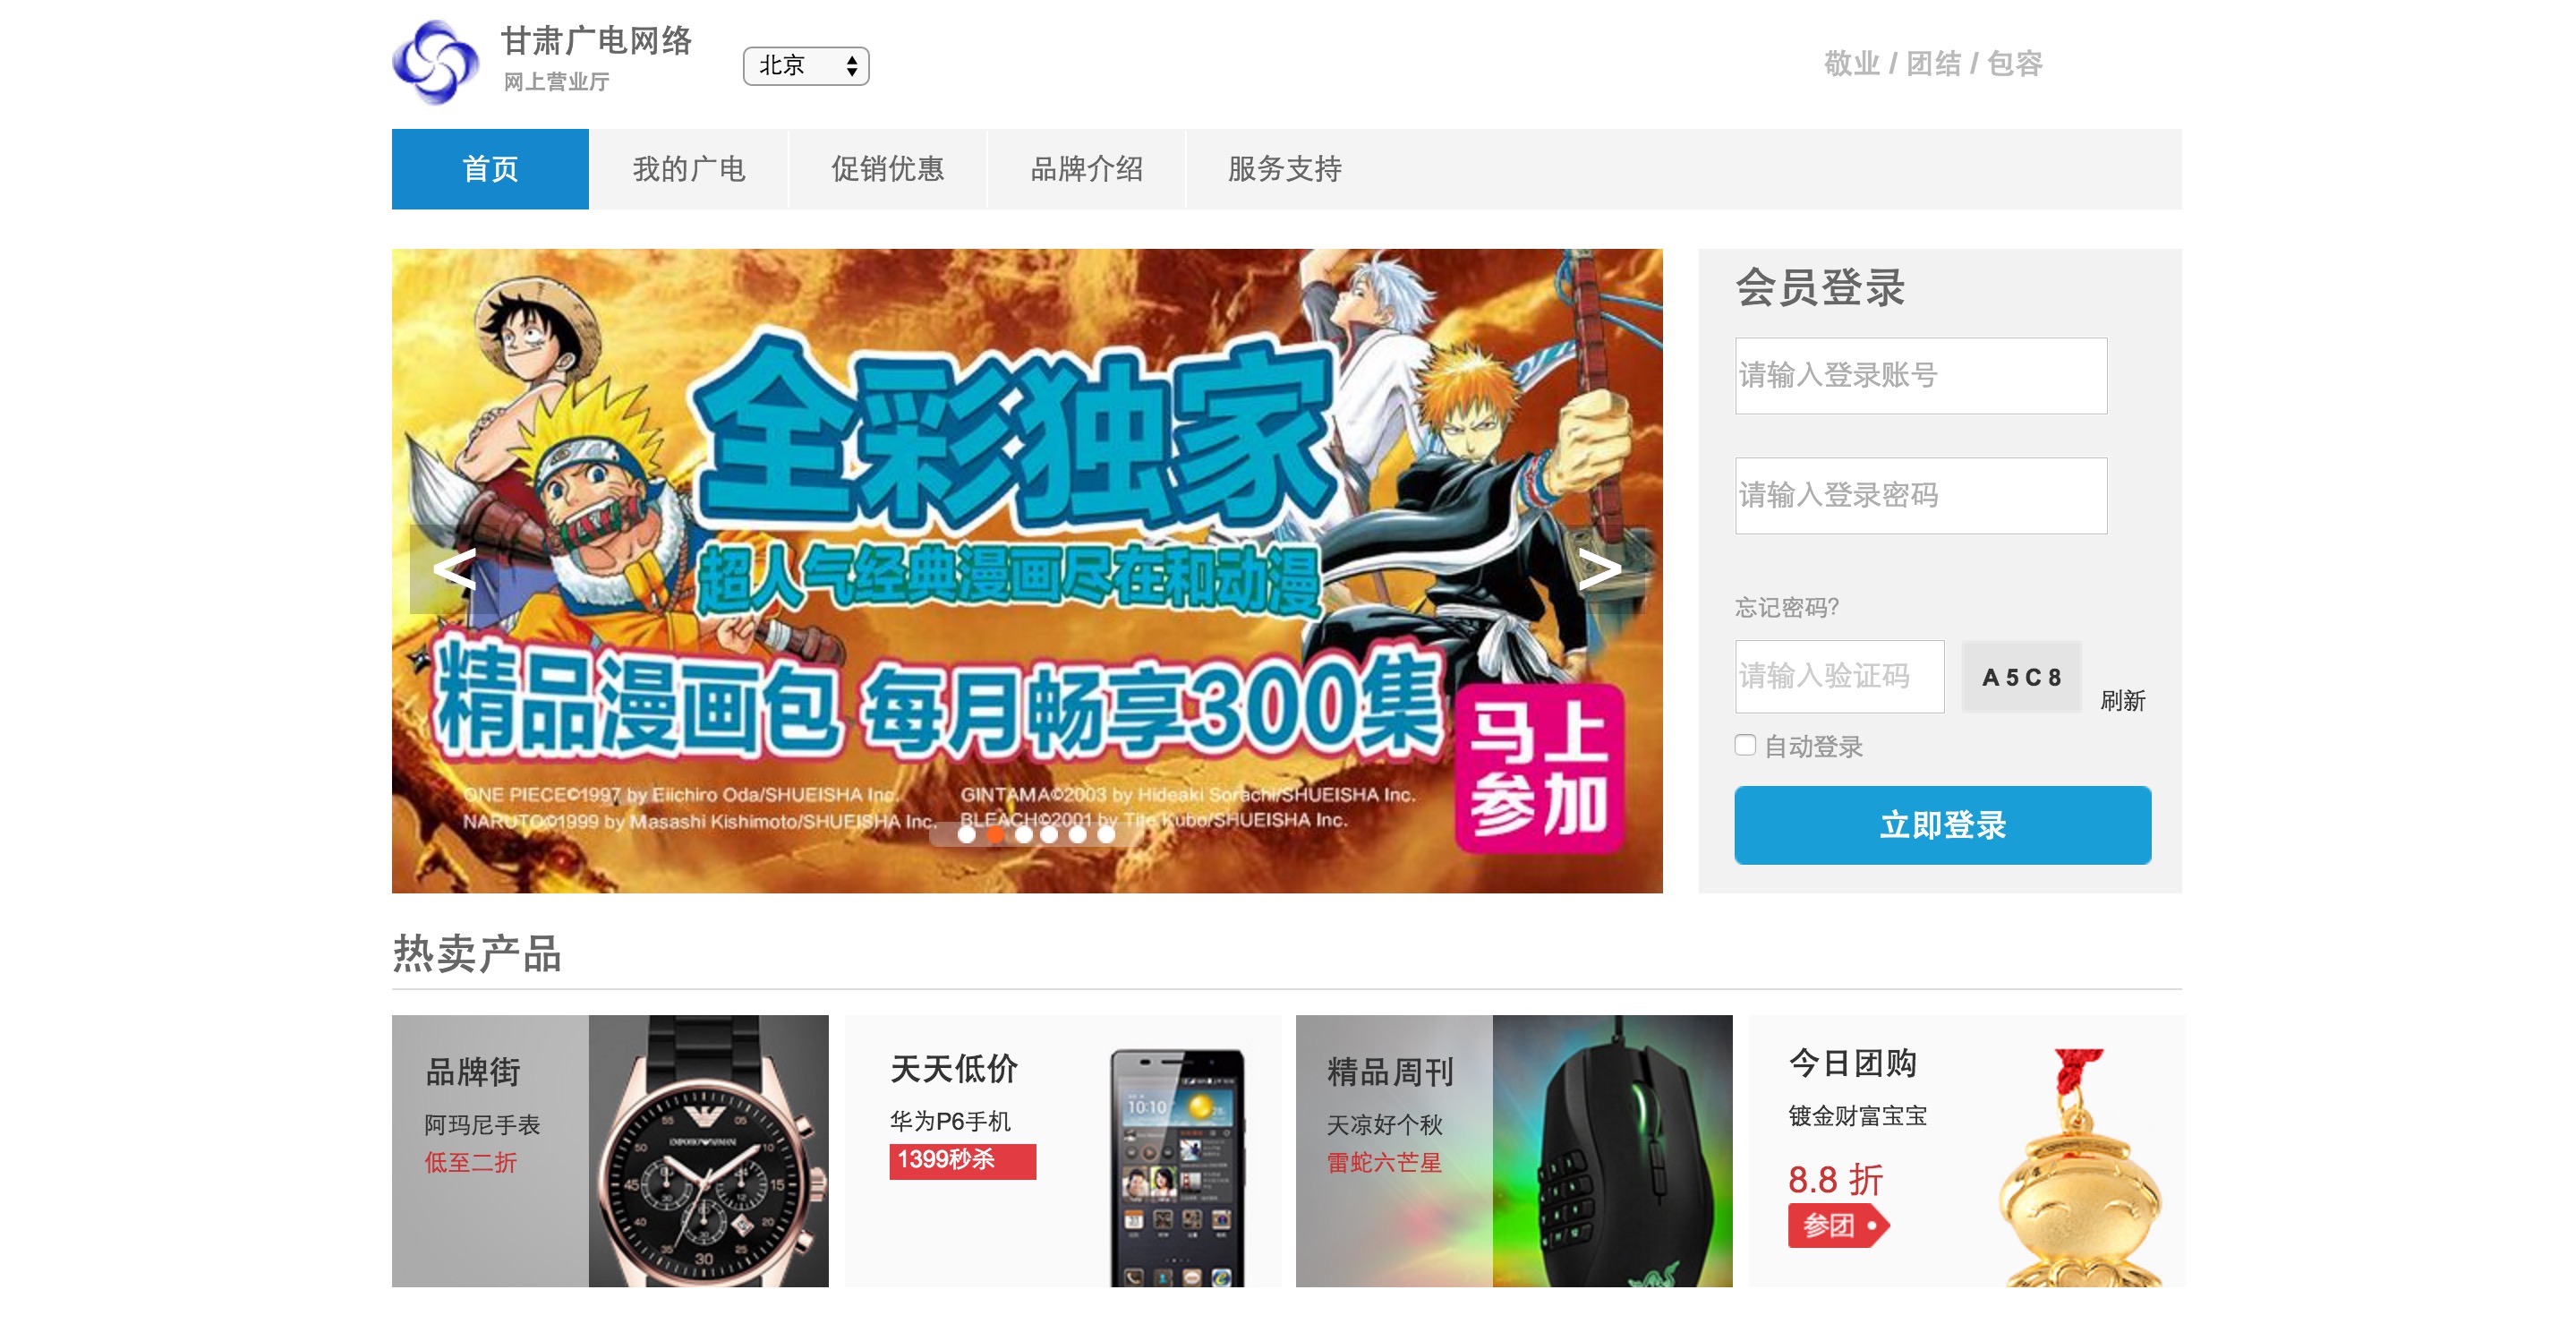 甘肃广电网络
网上营业厅
北京
敬业 / 团结 / 包容
首页
我的广电
促销优惠
品牌介绍
服务支持
全彩独家
超人气经典漫画尽在和动漫
精品漫画包 每月畅享300集
马上
参加
ONE PIECE©1997 by Eiichiro Oda/SHUEISHA Inc.
GINTAMA©2003 by Hideaki Sorachi/SHUEISHA Inc.
NARUTO©1999 by Masashi Kishimoto/SHUEISHA Inc.
BLEACH©2001 by Tite Kubo/SHUEISHA Inc.
<
>
会员登录
请输入登录账号
请输入登录密码
忘记密码?
请输入验证码
A 5 C 8
刷新
自动登录
立即登录
热卖产品
品牌街
阿玛尼手表
低至二折
EMPORIO ARMANI
天天低价
华为P6手机
1399秒杀
10:10
精品周刊
天凉好个秋
雷蛇六芒星
今日团购
镀金财富宝宝
8.8 折
参团